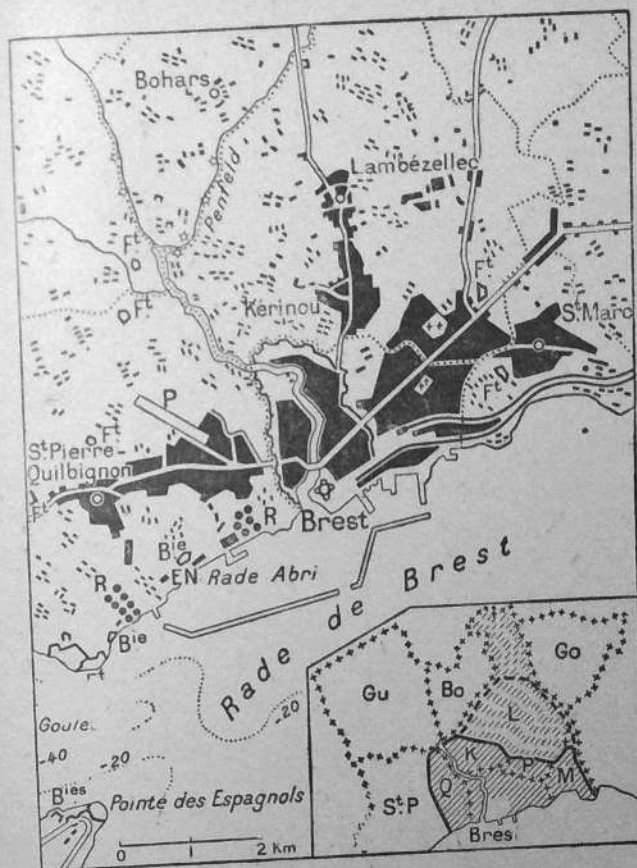 Bohars
Penfeld
Lambézellec
Ft
Ft
Ft
Kérinou
St Marc
P
Ft
Ft
St Pierre-
Quilbignon
Ft
R
Brest
Bie
EN Rade Abri
R
Bie
Rade de Brest
-20
Goule
-40
-20
Bies
Pointe des Espagnols
0 1 2 Km
Go
Gu
Bo
L
K
P
M
Q
St P
Bres